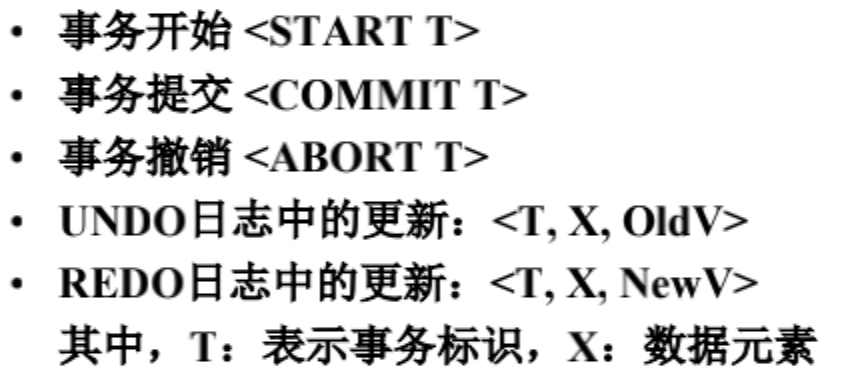 • 事务开始 <START T>
• 事务提交 <COMMIT T>
• 事务撤销 <ABORT T>
• UNDO日志中的更新：<T, X, OldV>
• REDO日志中的更新：<T, X, NewV>
其中，T：表示事务标识，X：数据元素